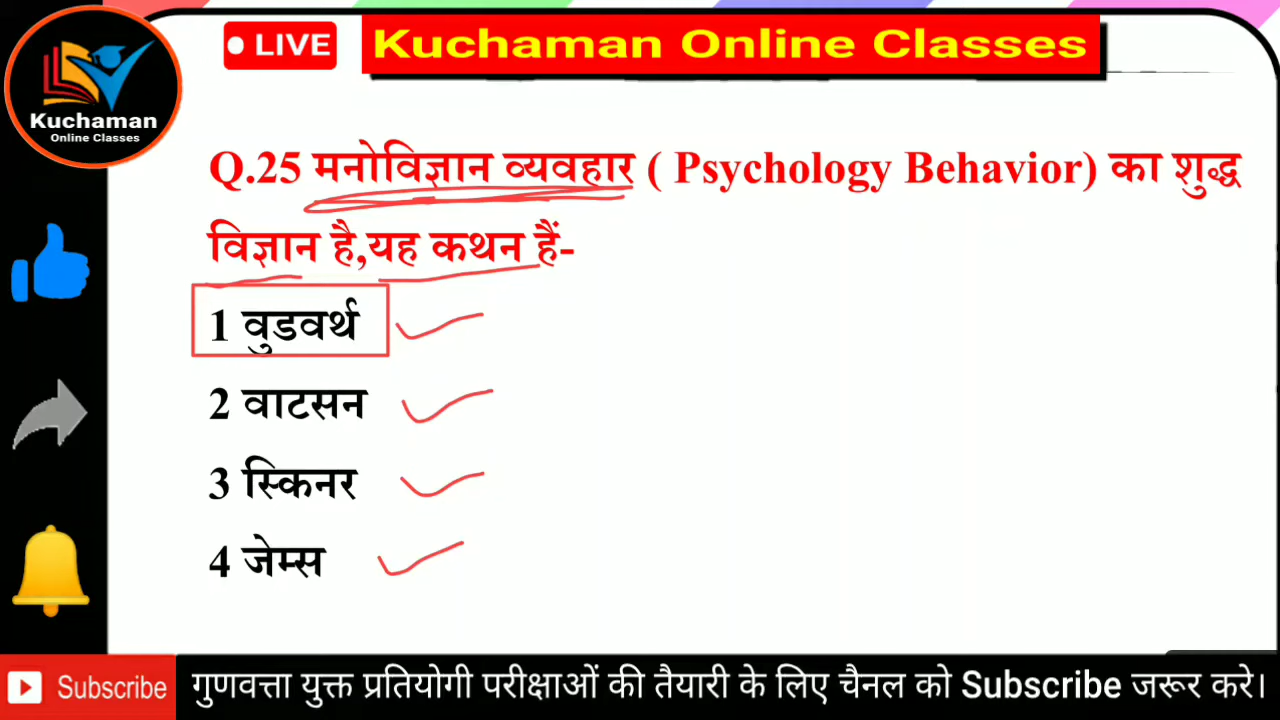 LIVE
Kuchaman Online Classes
Kuchaman
Online Classes
Q.25 मनोविज्ञान व्यवहार ( Psychology Behavior) का शुद्ध
विज्ञान है,यह कथन हैं-
1 वुडवर्थ
2 वाटसन
3 स्किनर
4 जेम्स
Subscribe
गुणवत्ता युक्त प्रतियोगी परीक्षाओं की तैयारी के लिए चैनल को Subscribe जरूर करे।